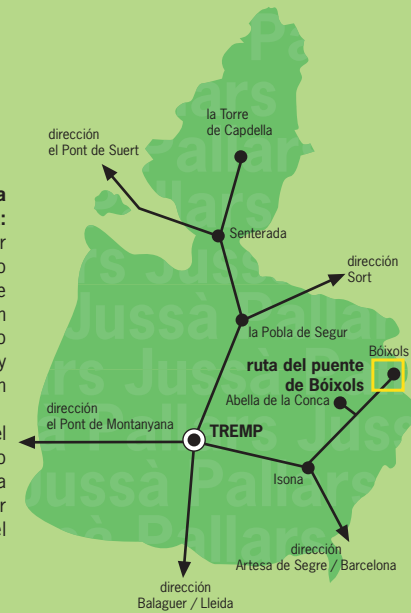 la Torre
de Capdella
dirección
el Pont de Suert
Senterada
dirección
Sort
la Pobla de Segur
Bóixols
ruta del puente
de Bóixols
Abella de la Conca
dirección
el Pont de Montanyana
TREMP
Isona
dirección
Artesa de Segre / Barcelona
dirección
Balaguer / Lleida
Pallars Jussà